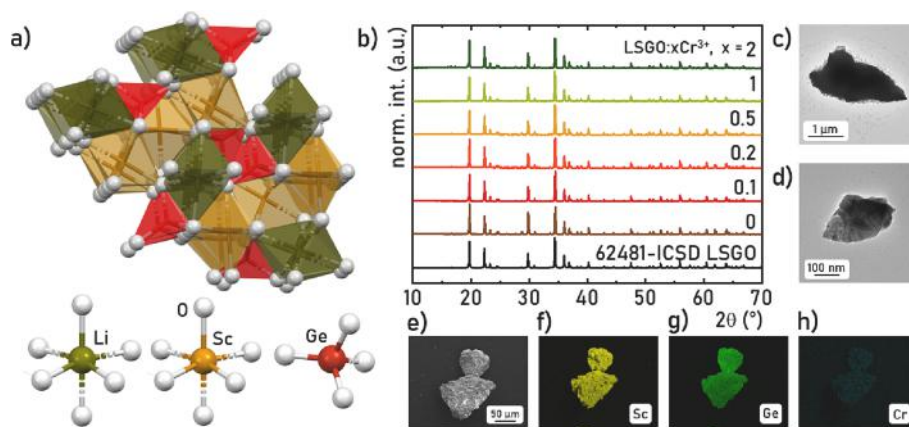 a)
O
Li
Sc
Ge
b)
norm. int. (a.u.)
LSGO:xCr³⁺, x = 2
1
0.5
0.2
0.1
0
62481-ICSD LSGO
10 20 30 40 50 60 70
2θ (°)
c)
1 μm
d)
100 nm
e)
50 μm
f)
Sc
g)
Ge
h)
Cr